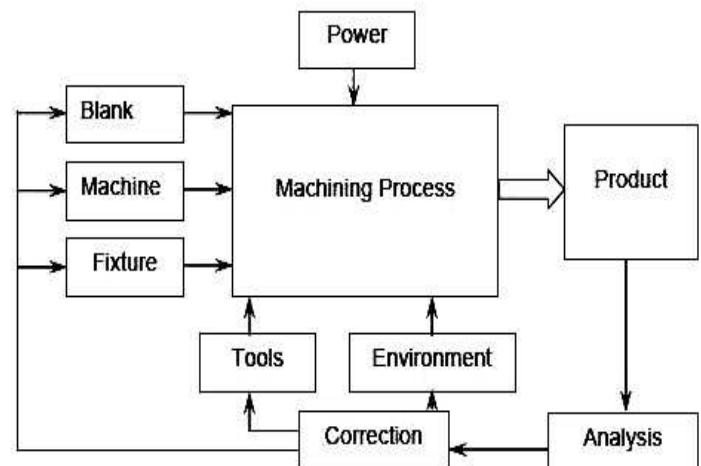 Power
Blank
Machine
Fixture
Machining Process
Product
Tools
Environment
Correction
Analysis